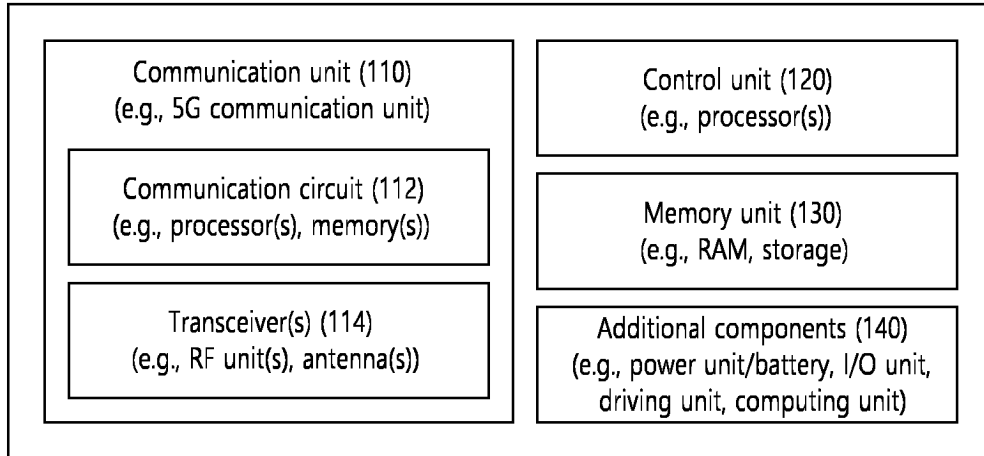 Communication unit (110)
(e.g., 5G communication unit)
Communication circuit (112)
(e.g., processor(s), memory(s))
Transceiver(s) (114)
(e.g., RF unit(s), antenna(s))
Control unit (120)
(e.g., processor(s))
Memory unit (130)
(e.g., RAM, storage)
Additional components (140)
(e.g., power unit/battery, I/O unit,
driving unit, computing unit)